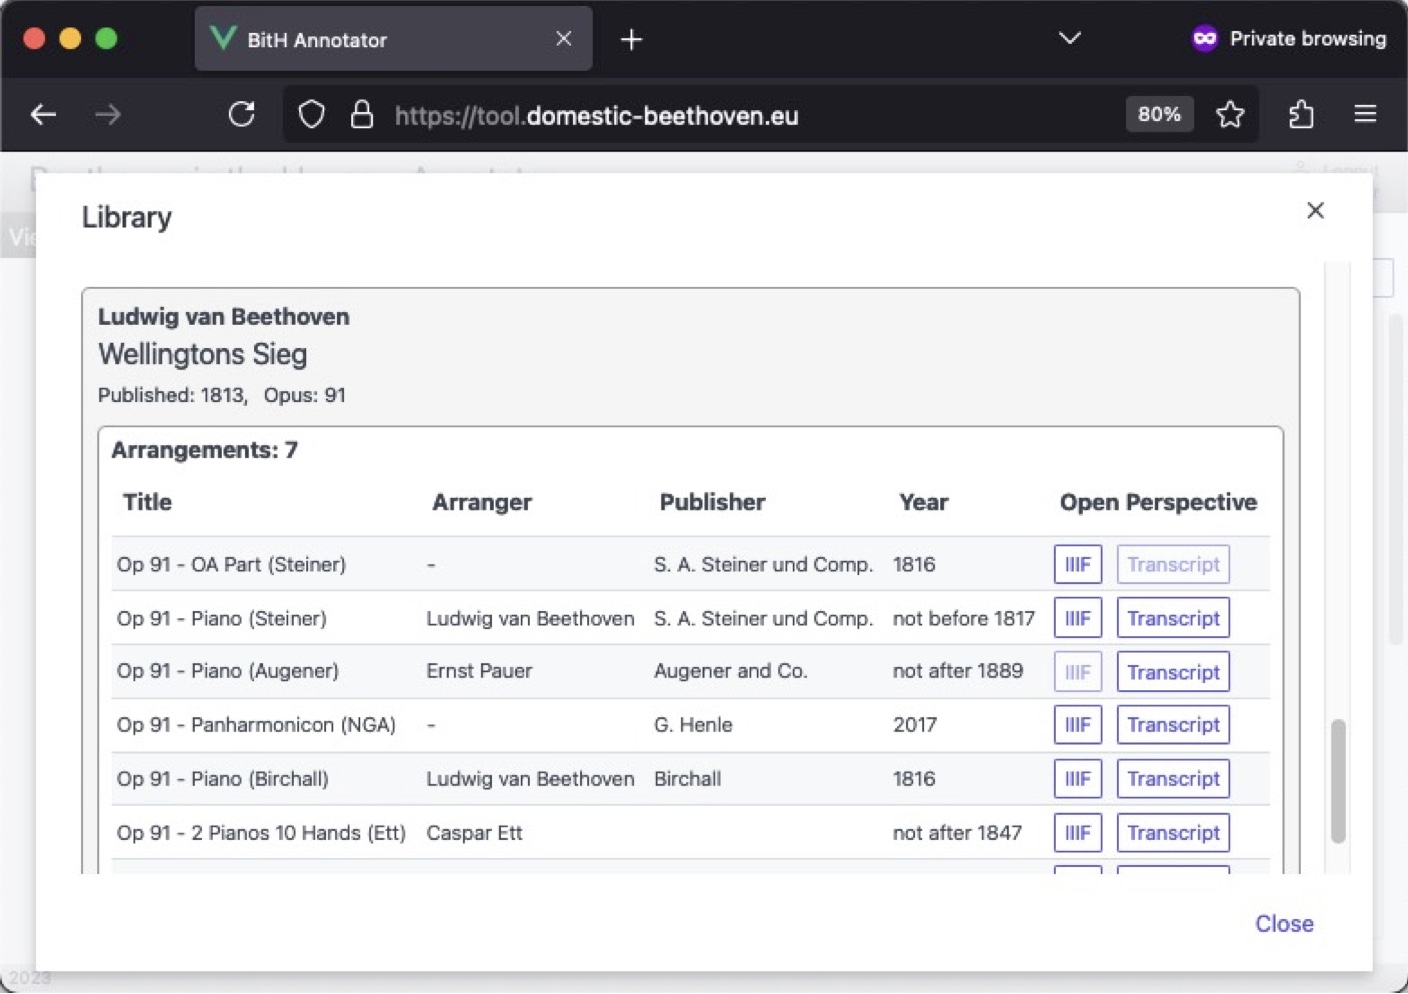 BitH Annotator
Private browsing
https://tool.domestic-beethoven.eu
80%
Library
Ludwig van Beethoven
Wellingtons Sieg
Published: 1813, Opus: 91
Arrangements: 7
Title Arranger Publisher Year Open Perspective
Op 91 - OA Part (Steiner) - S. A. Steiner und Comp. 1816 IIIF Transcript
Op 91 - Piano (Steiner) Ludwig van Beethoven S. A. Steiner und Comp. not before 1817 IIIF Transcript
Op 91 - Piano (Augener) Ernst Pauer Augener and Co. not after 1889 IIIF Transcript
Op 91 - Panharmonicon (NGA) - G. Henle 2017 IIIF Transcript
Op 91 - Piano (Birchall) Ludwig van Beethoven Birchall 1816 IIIF Transcript
Op 91 - 2 Pianos 10 Hands (Ett) Caspar Ett not after 1847 IIIF Transcript
Close
2023